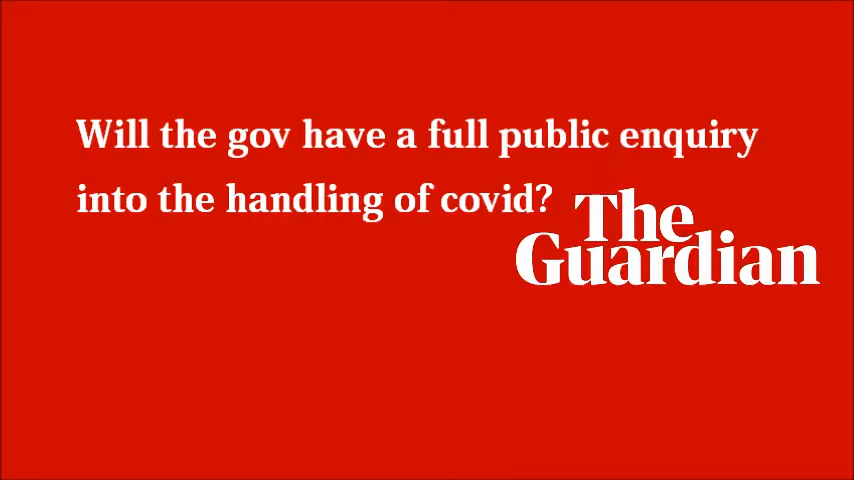 Will the gov have a full public enquiry
into the handling of covid?
The
Guardian